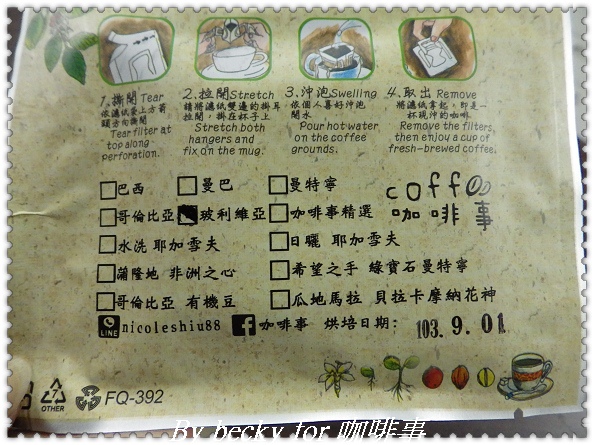 1.撕開 Tear
依濾紙袋上方箭
頭方向撕開
Tear filter at
top along
perforation.
2.拉開 Stretch
請將濾紙雙邊的掛耳
拉開，掛在杯子上
Stretch both
hangers and
fix on the mug.
3.沖泡 Swelling
依個人喜好沖泡
開水
Pour hot water
on the coffee
grounds.
4.取出 Remove
將濾紙拿起，即是一
杯現沖的咖啡
Remove the filters,
then enjoy a cup of
fresh-brewed coffee.
巴西 曼巴 曼特寧
coffee
咖啡事
哥倫比亞 玻利維亞 咖啡事精選
水洗 耶加雪夫 日曬 耶加雪夫
蒲隆地 非洲之心 希望之手 綠寶石曼特寧
哥倫比亞 有機豆 瓜地馬拉 貝拉卡摩納花神
LINE nicoleshiu88 f 咖啡事 烘培日期: 103.9.01
7
OTHER
FQ-392
By becky for 咖啡事